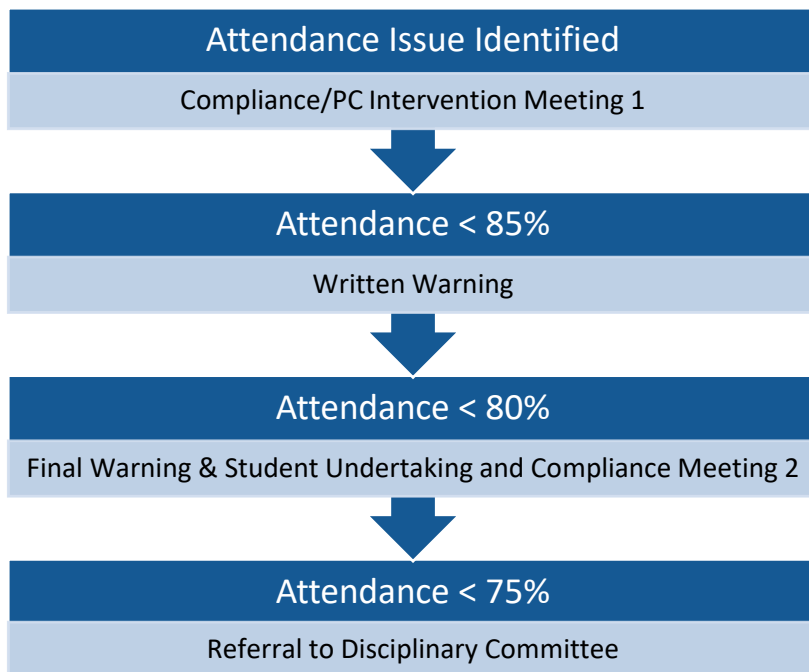 Attendance Issue Identified
Compliance/PC Intervention Meeting 1
Attendance < 85%
Written Warning
Attendance < 80%
Final Warning & Student Undertaking and Compliance Meeting 2
Attendance < 75%
Referral to Disciplinary Committee